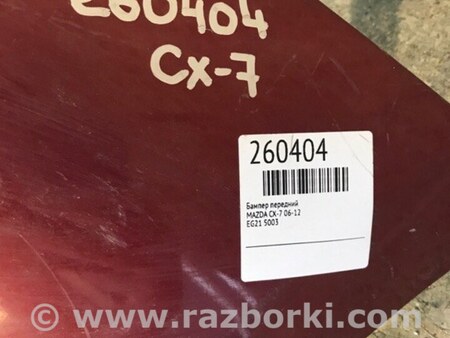 260404
CX-7
260404
Бампер передний
MAZDA CX-7 06-12
EG21 5003
www.razborki.com